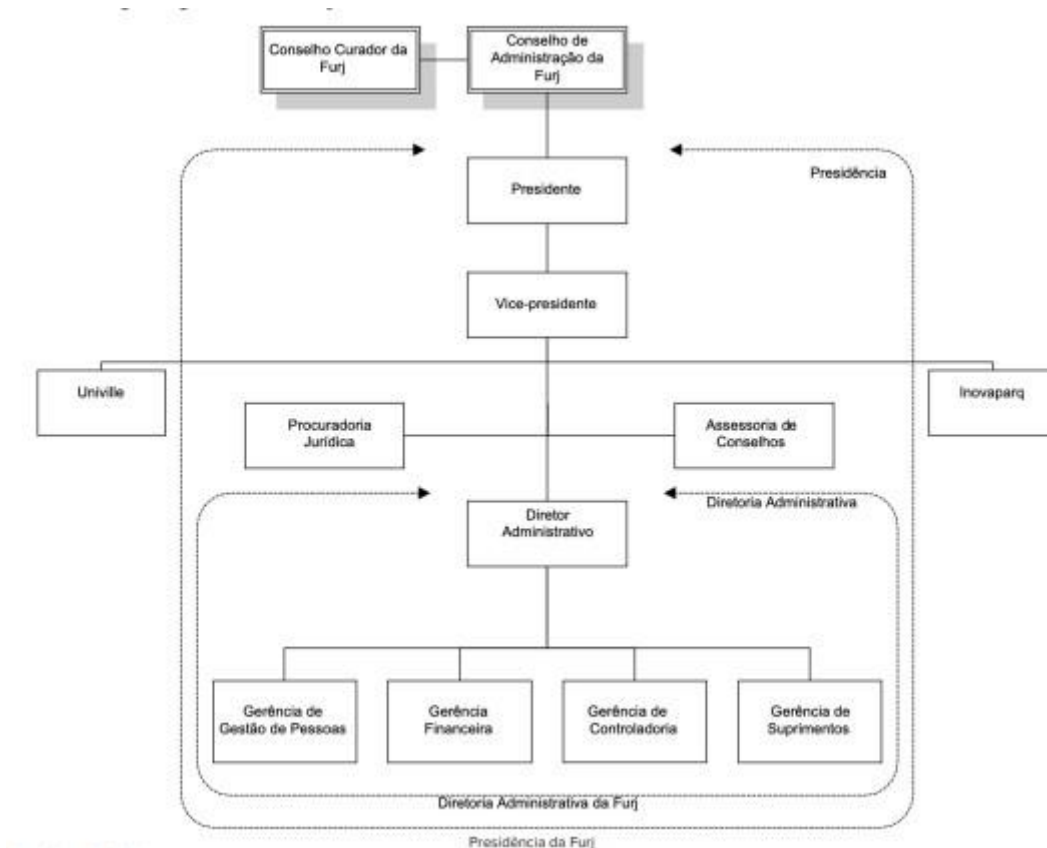 Conselho Curador da
Furj
Conselho de
Administração da
Furj
Presidência
Presidente
Vice-presidente
Univille
Inovaparq
Procuradoria
Jurídica
Assessoria de
Conselhos
Diretoria Administrativa
Diretor
Administrativo
Gerência de
Gestão de Pessoas
Gerência
Financeira
Gerência de
Controladoria
Gerência de
Suprimentos
Diretoria Administrativa da Furj
Presidência da Furj